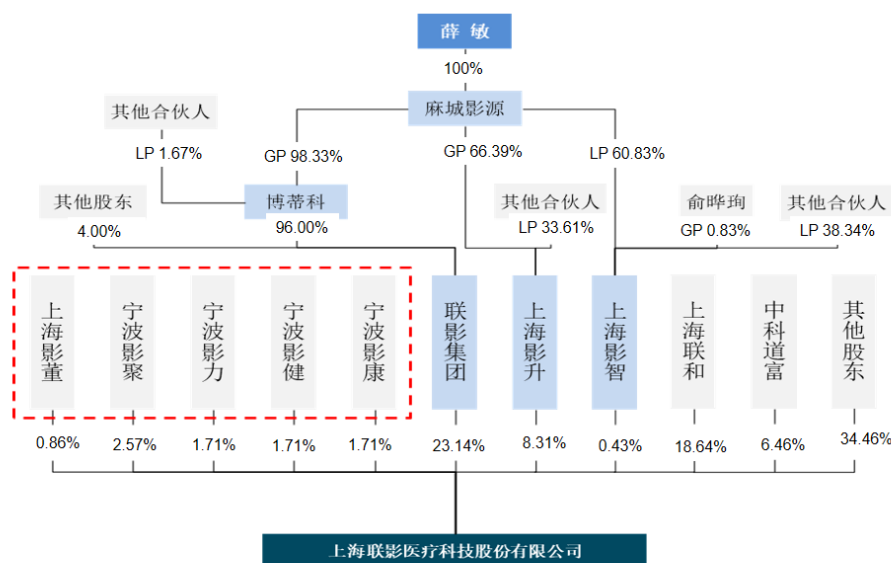 薛 敏
100%
麻城影源
其他合伙人
LP 1.67%
GP 98.33%
GP 66.39%
LP 60.83%
其他股东
博蒂科
其他合伙人
俞晔珣
其他合伙人
4.00%
96.00%
LP 33.61%
GP 0.83%
LP 38.34%
上海影董
宁波影聚
宁波影力
宁波影健
宁波影康
联影集团
上海影升
上海影智
上海联和
中科道富
其他股东
0.86%
2.57%
1.71%
1.71%
1.71%
23.14%
8.31%
0.43%
18.64%
6.46%
34.46%
上海联影医疗科技股份有限公司